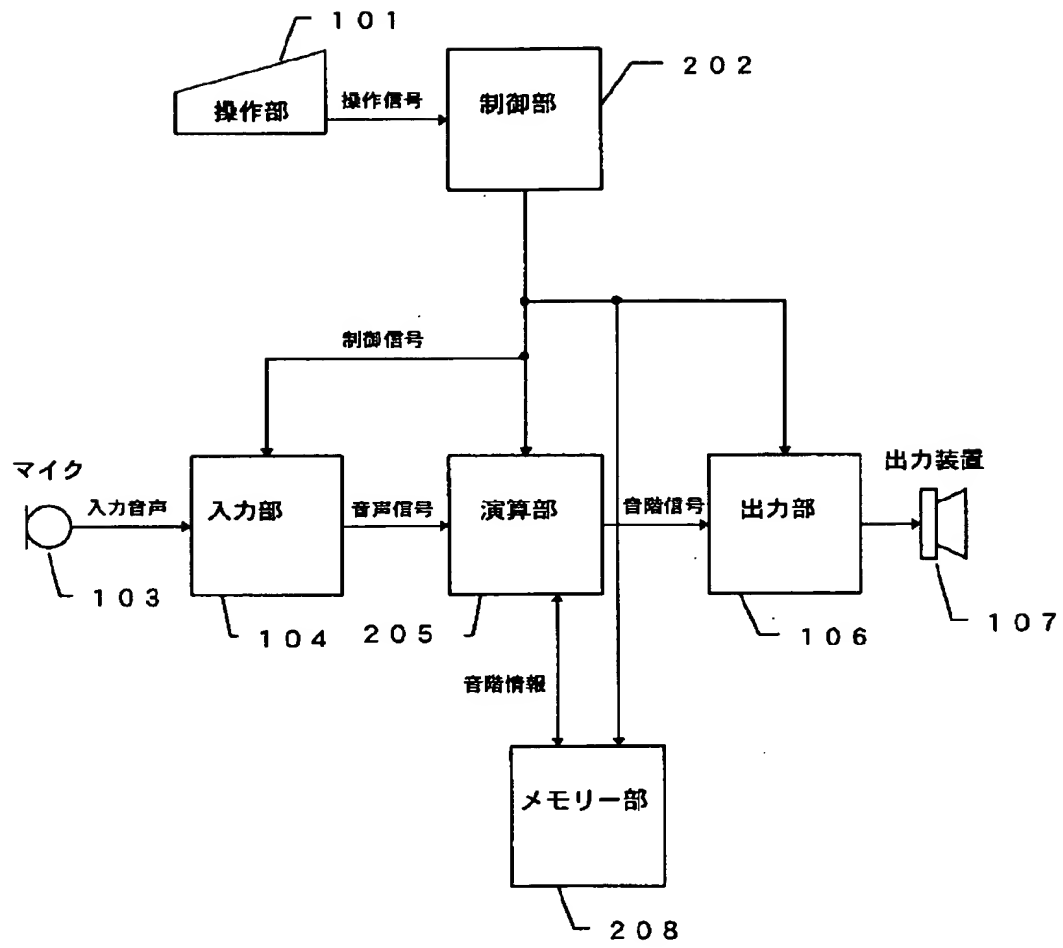 １０１
操作部
操作信号
制御部
２０２
制御信号
マイク
入力音声
１０３
入力部
１０４
音声信号
演算部
２０５
音階信号
出力部
１０６
出力装置
１０７
音階情報
メモリー部
２０８